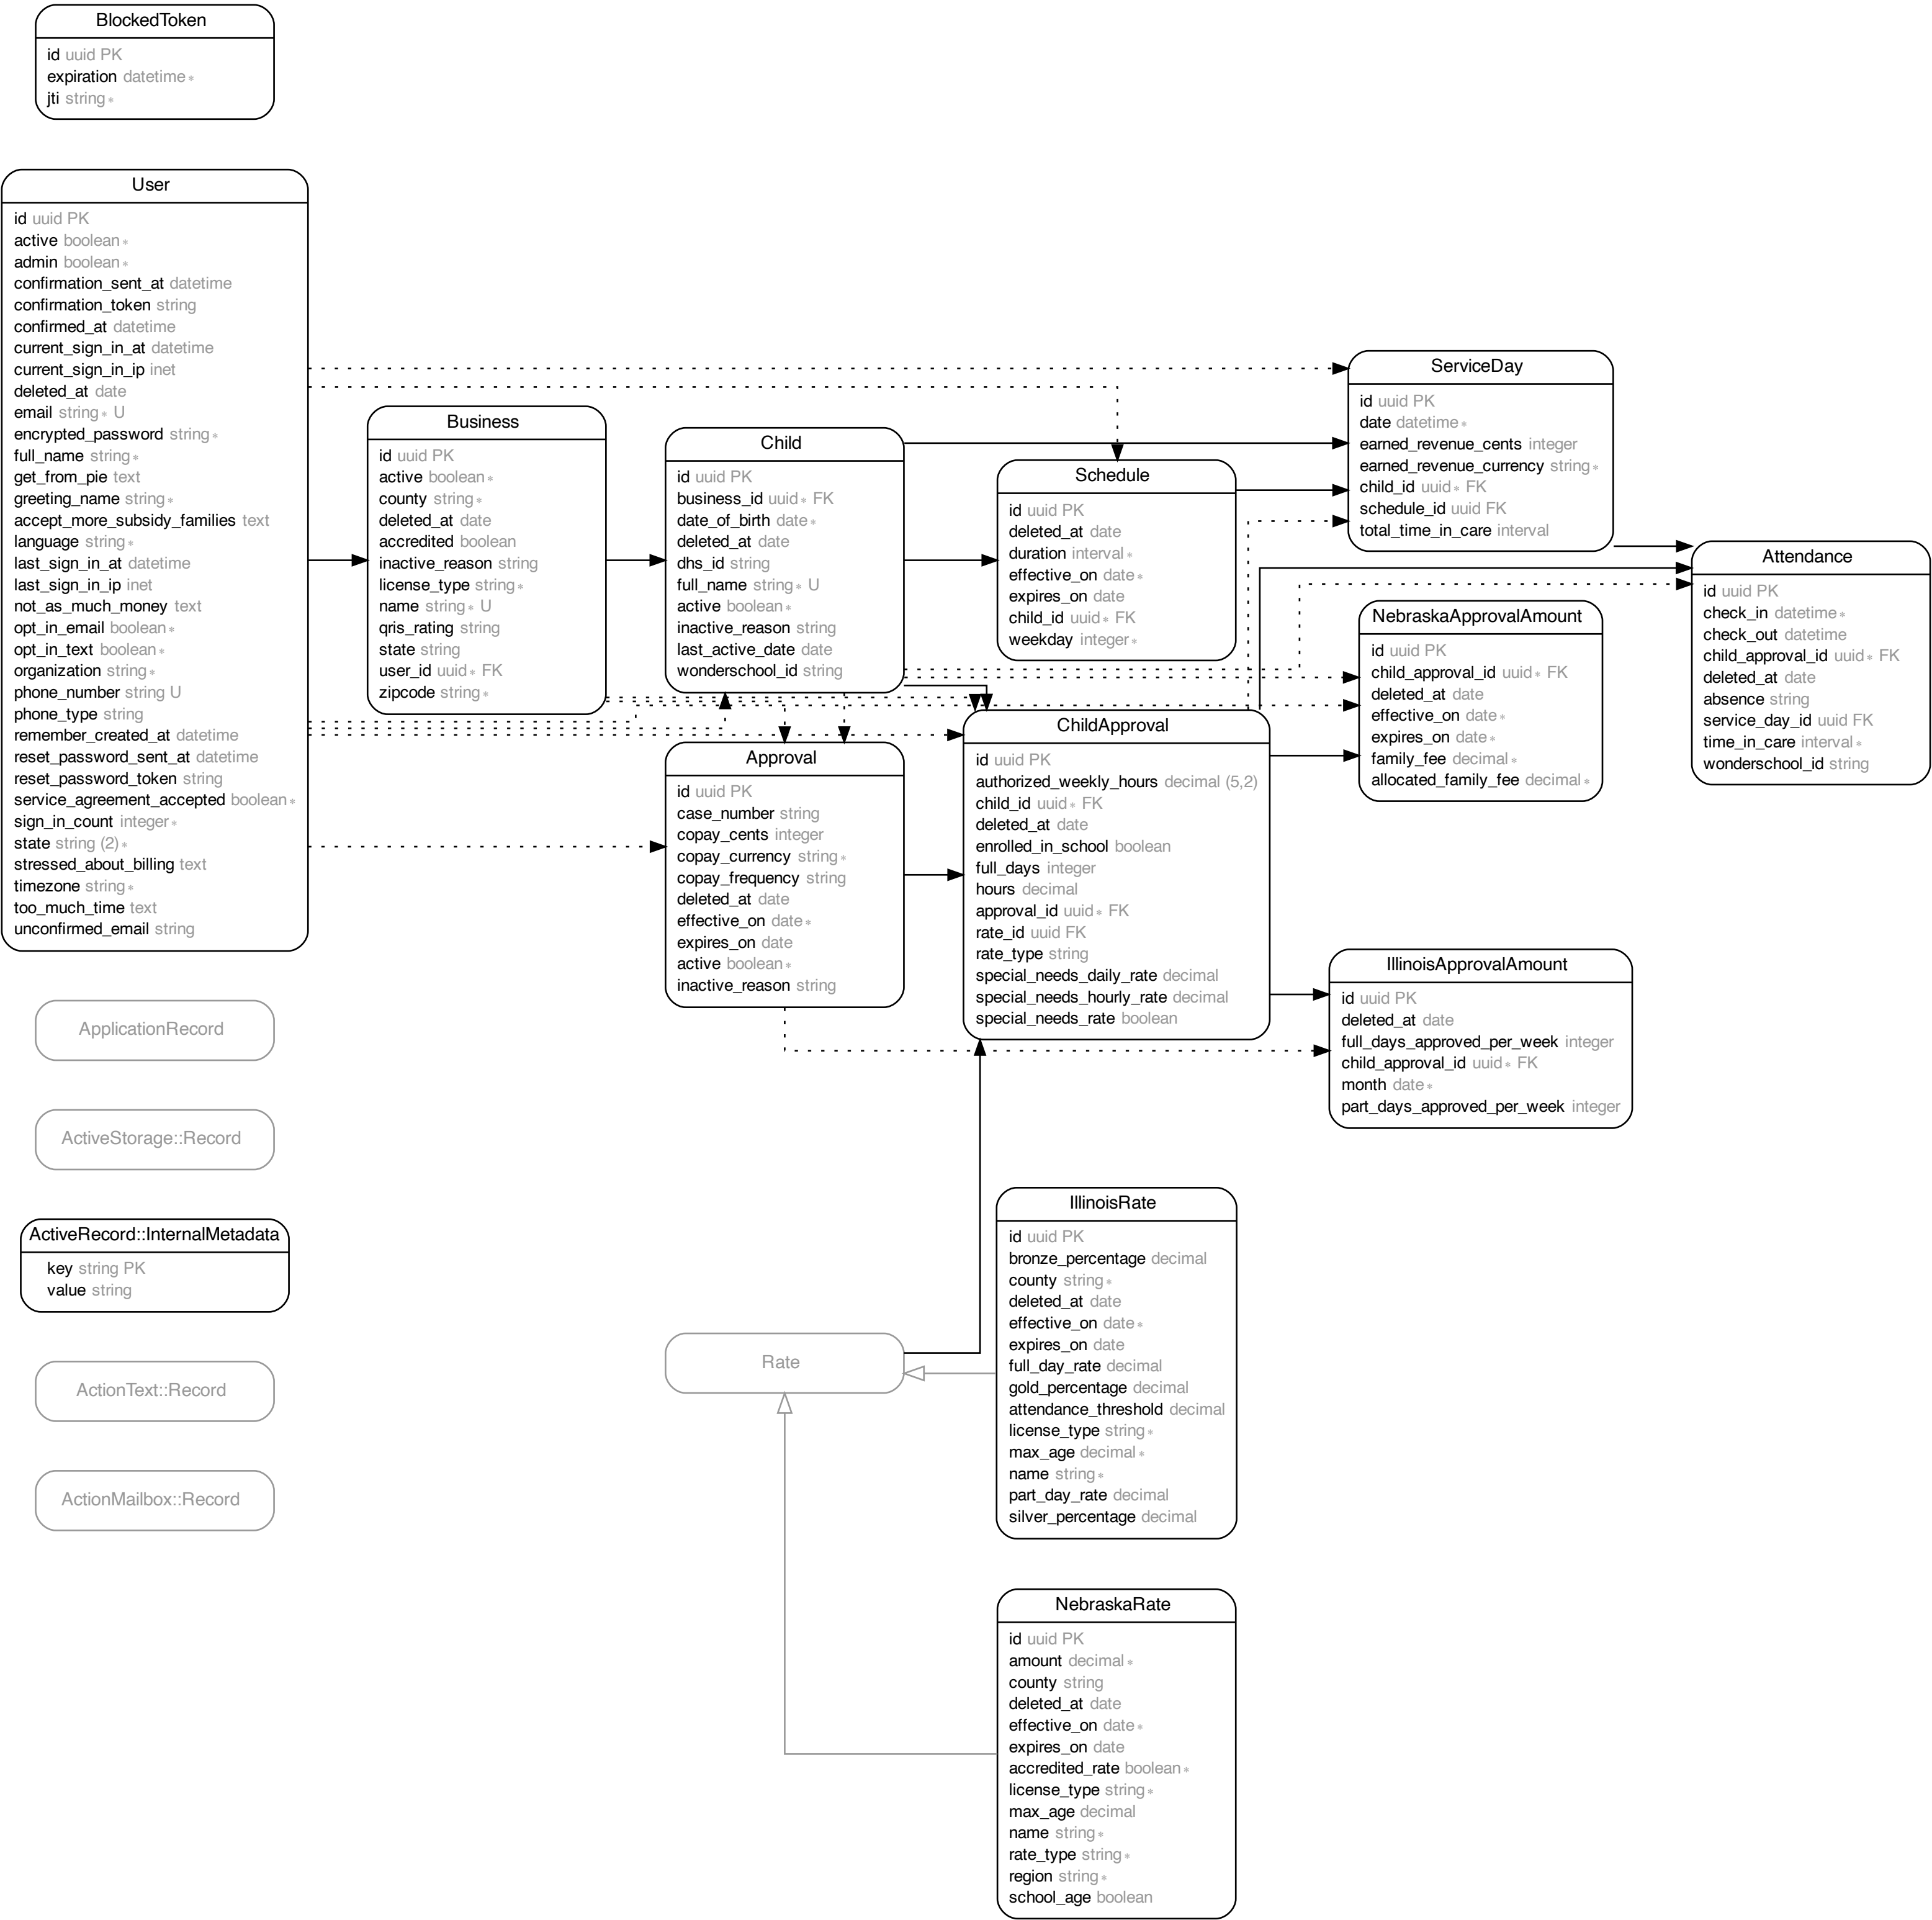 BlockedToken
id uuid PK
expiration datetime ∗
jti string ∗
User
id uuid PK
active boolean ∗
admin boolean ∗
confirmation_sent_at datetime
confirmation_token string
confirmed_at datetime
current_sign_in_at datetime
current_sign_in_ip inet
deleted_at date
email string ∗ U
encrypted_password string ∗
full_name string ∗
get_from_pie text
greeting_name string ∗
accept_more_subsidy_families text
language string ∗
last_sign_in_at datetime
last_sign_in_ip inet
not_as_much_money text
opt_in_email boolean ∗
opt_in_text boolean ∗
organization string ∗
phone_number string U
phone_type string
remember_created_at datetime
reset_password_sent_at datetime
reset_password_token string
service_agreement_accepted boolean ∗
sign_in_count integer ∗
state string (2) ∗
stressed_about_billing text
timezone string ∗
too_much_time text
unconfirmed_email string
Business
id uuid PK
active boolean ∗
county string ∗
deleted_at date
accredited boolean
inactive_reason string
license_type string ∗
name string ∗ U
qris_rating string
state string
user_id uuid ∗ FK
zipcode string ∗
Child
id uuid PK
business_id uuid ∗ FK
date_of_birth date ∗
deleted_at date
dhs_id string
full_name string ∗ U
active boolean ∗
inactive_reason string
last_active_date date
wonderschool_id string
Schedule
id uuid PK
deleted_at date
duration interval ∗
effective_on date ∗
expires_on date
child_id uuid ∗ FK
weekday integer ∗
ServiceDay
id uuid PK
date datetime ∗
earned_revenue_cents integer
earned_revenue_currency string ∗
child_id uuid ∗ FK
schedule_id uuid FK
total_time_in_care interval
Attendance
id uuid PK
check_in datetime ∗
check_out datetime
child_approval_id uuid ∗ FK
deleted_at date
absence string
service_day_id uuid FK
time_in_care interval ∗
wonderschool_id string
NebraskaApprovalAmount
id uuid PK
child_approval_id uuid ∗ FK
deleted_at date
effective_on date ∗
expires_on date ∗
family_fee decimal ∗
allocated_family_fee decimal ∗
Approval
id uuid PK
case_number string
copay_cents integer
copay_currency string ∗
copay_frequency string
deleted_at date
effective_on date ∗
expires_on date
active boolean ∗
inactive_reason string
ChildApproval
id uuid PK
authorized_weekly_hours decimal (5,2)
child_id uuid ∗ FK
deleted_at date
enrolled_in_school boolean
full_days integer
hours decimal
approval_id uuid ∗ FK
rate_id uuid FK
rate_type string
special_needs_daily_rate decimal
special_needs_hourly_rate decimal
special_needs_rate boolean
IllinoisApprovalAmount
id uuid PK
deleted_at date
full_days_approved_per_week integer
child_approval_id uuid ∗ FK
month date ∗
part_days_approved_per_week integer
ApplicationRecord
ActiveStorage::Record
ActiveRecord::InternalMetadata
key string PK
value string
ActionText::Record
ActionMailbox::Record
Rate
IllinoisRate
id uuid PK
bronze_percentage decimal
county string ∗
deleted_at date
effective_on date ∗
expires_on date
full_day_rate decimal
gold_percentage decimal
attendance_threshold decimal
license_type string ∗
max_age decimal ∗
name string ∗
part_day_rate decimal
silver_percentage decimal
NebraskaRate
id uuid PK
amount decimal ∗
county string
deleted_at date
effective_on date ∗
expires_on date
accredited_rate boolean ∗
license_type string ∗
max_age decimal
name string ∗
rate_type string ∗
region string ∗
school_age boolean